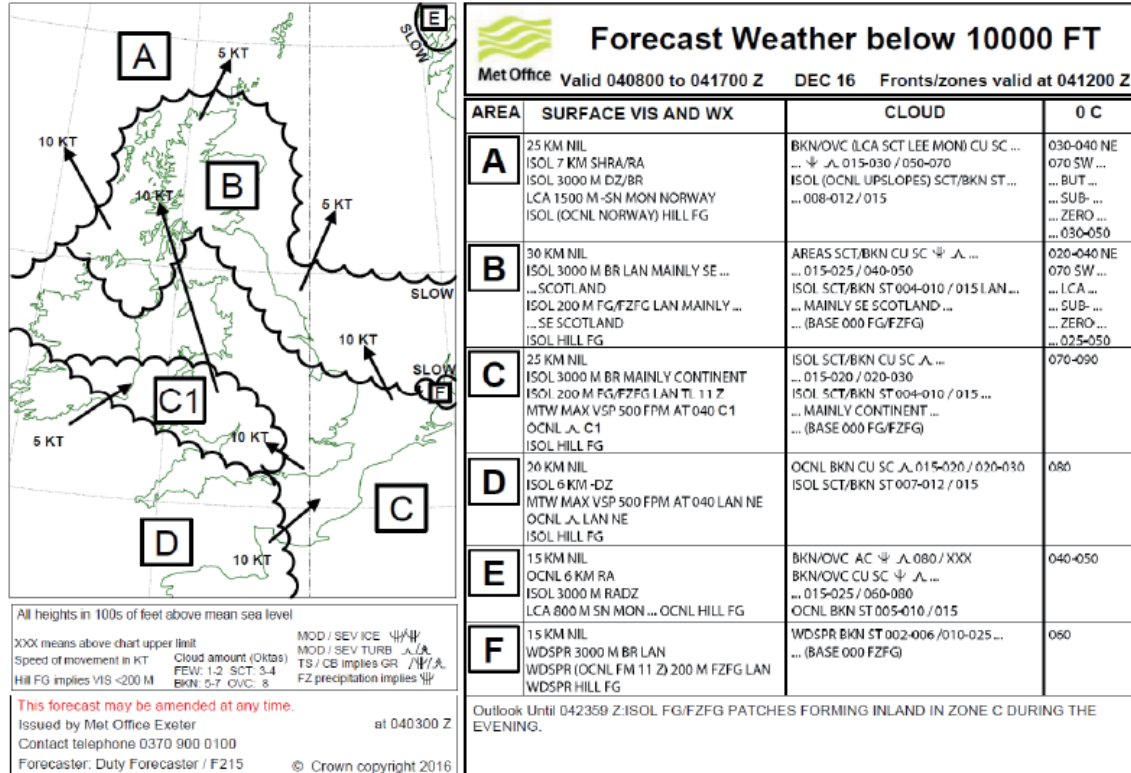 A
E
SLOW
5 KT
10 KT
10 KT
B
5 KT
SLOW
10 KT
SLOW
F
C1
5 KT
10 KT
C
D
10 KT
All heights in 100s of feet above mean sea level
XXX means above chart upper limit
Speed of movement in KT
Hill FG implies VIS <200 M
Cloud amount (Oktas)
FEW: 1-2 SCT: 3-4
BKN: 5-7 OVC: 8
MOD / SEV ICE
MOD / SEV TURB
TS / CB implies GR
FZ precipitation implies
This forecast may be amended at any time.
Issued by Met Office Exeter at 040300 Z
Contact telephone 0370 900 0100
Forecaster: Duty Forecaster / F215 © Crown copyright 2016
Met Office
Forecast Weather below 10000 FT
Valid 040800 to 041700 Z DEC 16 Fronts/zones valid at 041200 Z
AREA SURFACE VIS AND WX CLOUD 0 C
A
25 KM NIL
ISOL 7 KM SHRA/RA
ISOL 3000 M DZ/BR
LCA 1500 M -SN MON NORWAY
ISOL (OCNL NORWAY) HILL FG
BKN/OVC (LCA SCT LEE MON) CU SC ...
... 015-030 / 050-070
ISOL (OCNL UPSLOPES) SCT/BKN ST ...
... 008-012 / 015
030-040 NE
070 SW ...
... BUT ...
... SUB- ...
... ZERO ...
... 030-050
B
30 KM NIL
ISOL 3000 M BR LAN MAINLY SE ...
... SCOTLAND
ISOL 200 M FG/FZFG LAN MAINLY ...
... SE SCOTLAND
ISOL HILL FG
AREAS SCT/BKN CU SC ...
... 015-025 / 040-050
ISOL SCT/BKN ST 004-010 / 015 LAN ...
... MAINLY SE SCOTLAND ...
... (BASE 000 FG/FZFG)
020-040 NE
070 SW ...
... LCA ...
... SUB- ...
... ZERO ...
... 025-050
C
25 KM NIL
ISOL 3000 M BR MAINLY CONTINENT
ISOL 200 M FG/FZFG LAN TL 11 Z
MTW MAX VSP 500 FPM AT 040 C1
OCNL C1
ISOL HILL FG
ISOL SCT/BKN CU SC ...
... 015-020 / 020-030
ISOL SCT/BKN ST 004-010 / 015 ...
... MAINLY CONTINENT ...
... (BASE 000 FG/FZFG)
070-090
D
20 KM NIL
ISOL 6 KM -DZ
MTW MAX VSP 500 FPM AT 040 LAN NE
OCNL LAN NE
ISOL HILL FG
OCNL BKN CU SC 015-020 / 020-030
ISOL SCT/BKN ST 007-012 / 015
080
E
15 KM NIL
OCNL 6 KM RA
ISOL 3000 M RADZ
LCA 800 M SN MON ... OCNL HILL FG
BKN/OVC AC 080 / XXX
BKN/OVC CU SC ...
... 015-025 / 060-080
OCNL BKN ST 005-010 / 015
040-050
F
15 KM NIL
WDSPR 3000 M BR LAN
WDSPR (OCNL FM 11 Z) 200 M FZFG LAN
WDSPR HILL FG
WDSPR BKN ST 002-006 /010-025 ...
... (BASE 000 FZFG)
060
Outlook Until 042359 Z:ISOL FG/FZFG PATCHES FORMING INLAND IN ZONE C DURING THE
EVENING.